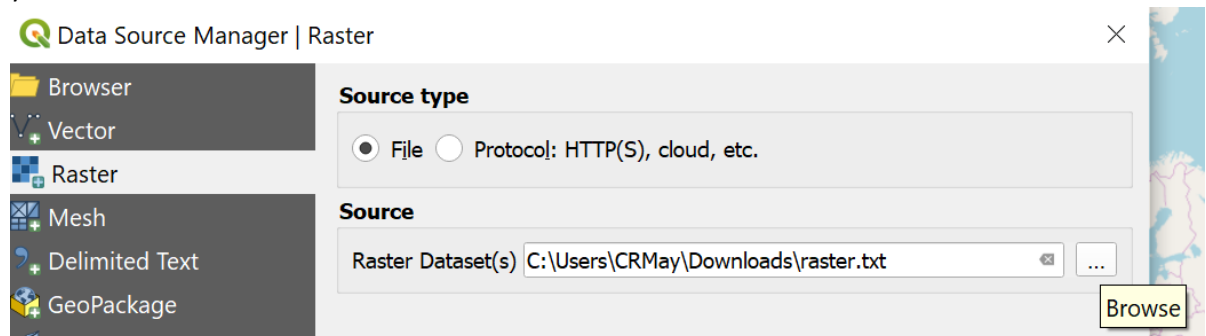 Data Source Manager | Raster
Browser
Vector
Raster
Mesh
Delimited Text
GeoPackage
Source type
File
Protocol: HTTP(S), cloud, etc.
Source
Raster Dataset(s) C:\Users\CRMay\Downloads\raster.txt ...
Browse